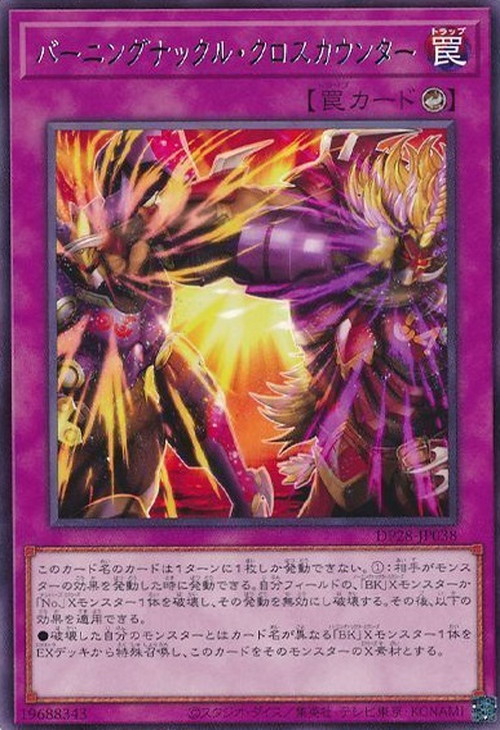 バーニングナックル・クロスカウンター
トラップ
罠
【罠カード】
DP28-JP038
このカード名のカードは1ターンに1枚しか発動できない。①：相手がモンスターの効果を発動した時に発動できる。自分フィールドの、「BK」XモンスターかNo.」Xモンスター1体を破壊し、その発動を無効にし破壊する。その後、以下の
効果を適用できる。
●破壊した自分のモンスターとはカード名が異なる「BK」Xモンスター1体を
EXデッキから特殊召喚し、このカードをそのモンスターのX素材とする。
19688343
©スタジオ・ダイス／集英社・テレビ東京・KONAMI